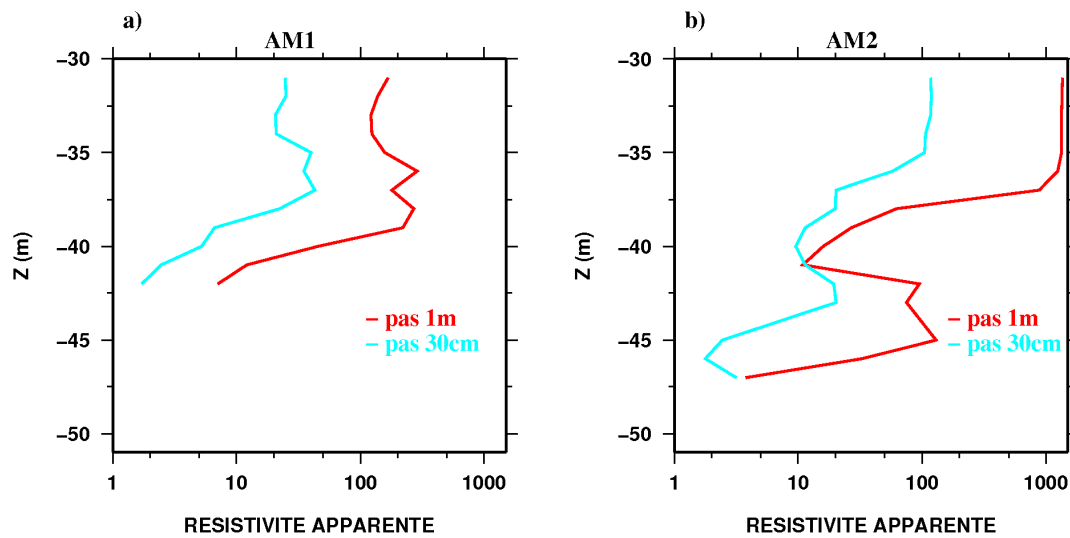 a)
AM1
−30
−35
−40
−45
−50
Z (m)
– pas 1m
– pas 30cm
1 10 100 1000
RESISTIVITE APPARENTE
b)
AM2
−30
−35
−40
−45
−50
Z (m)
– pas 1m
– pas 30cm
1 10 100 1000
RESISTIVITE APPARENTE